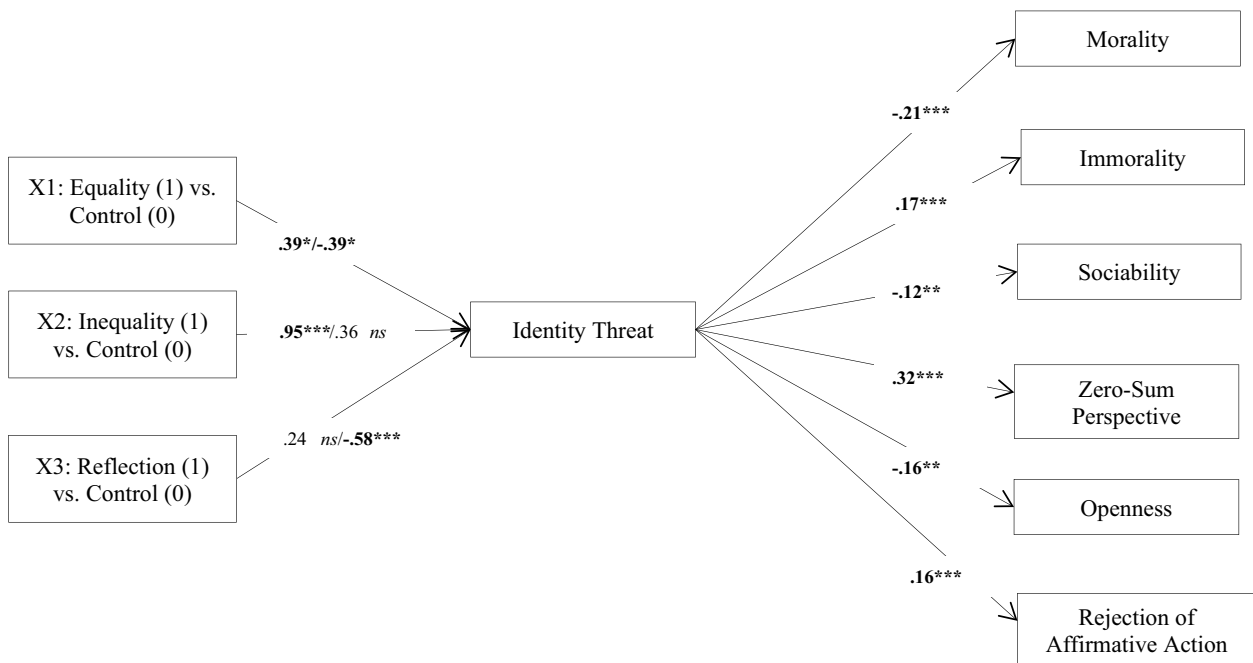 Morality
-.21***
Immorality
X1: Equality (1) vs.
Control (0)
.17***
.39*/-.39*
Sociability
-.12**
X2: Inequality (1)
vs. Control (0)
.95***/.36 ns
Identity Threat
.32***
Zero-Sum
Perspective
.24 ns/-.58***
X3: Reflection (1)
vs. Control (0)
-.16**
Openness
.16***
Rejection of
Affirmative Action